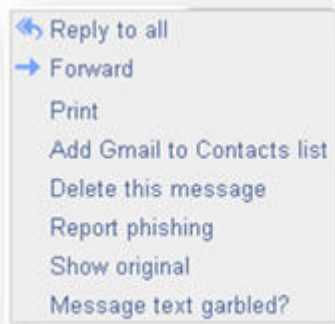 Reply to all
Forward
Print
Add Gmail to Contacts list
Delete this message
Report phishing
Show original
Message text garbled?